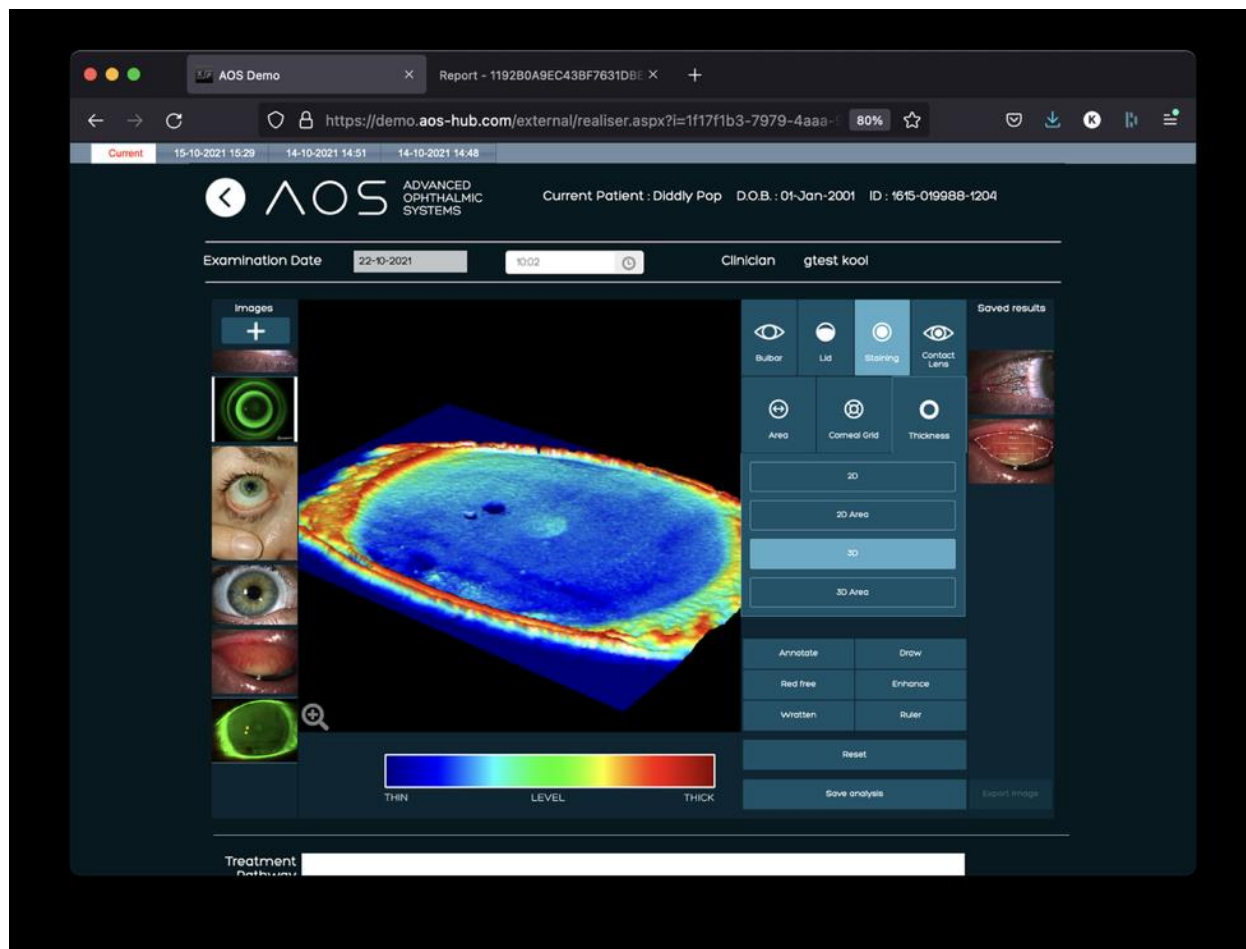 AOS Demo
Report - 1192B0A9EC43BF7631DBE
https://demo.aos-hub.com/external/realiser.aspx?i=1f17f1b3-7979-4aaa-
80%
K
Current 15-10-2021 15:29 14-10-2021 14:51 14-10-2021 14:48
AOS
ADVANCED
OPHTHALMIC
SYSTEMS
Current Patient : Diddly Pop D.O.B. : 01-Jan-2001 ID : 1615-019988-1204
Examination Date 22-10-2021 10:02 Clinician gtest kool
Images
Bulbar Lid Staining Contact
Lens
Area Corneal Grid Thickness
2D
2D Area
3D
3D Area
Annotate Draw
Red free Enhance
Wratten Ruler
Reset
Save analysis
Saved results
Export Image
THIN LEVEL THICK
Treatment
Pathway